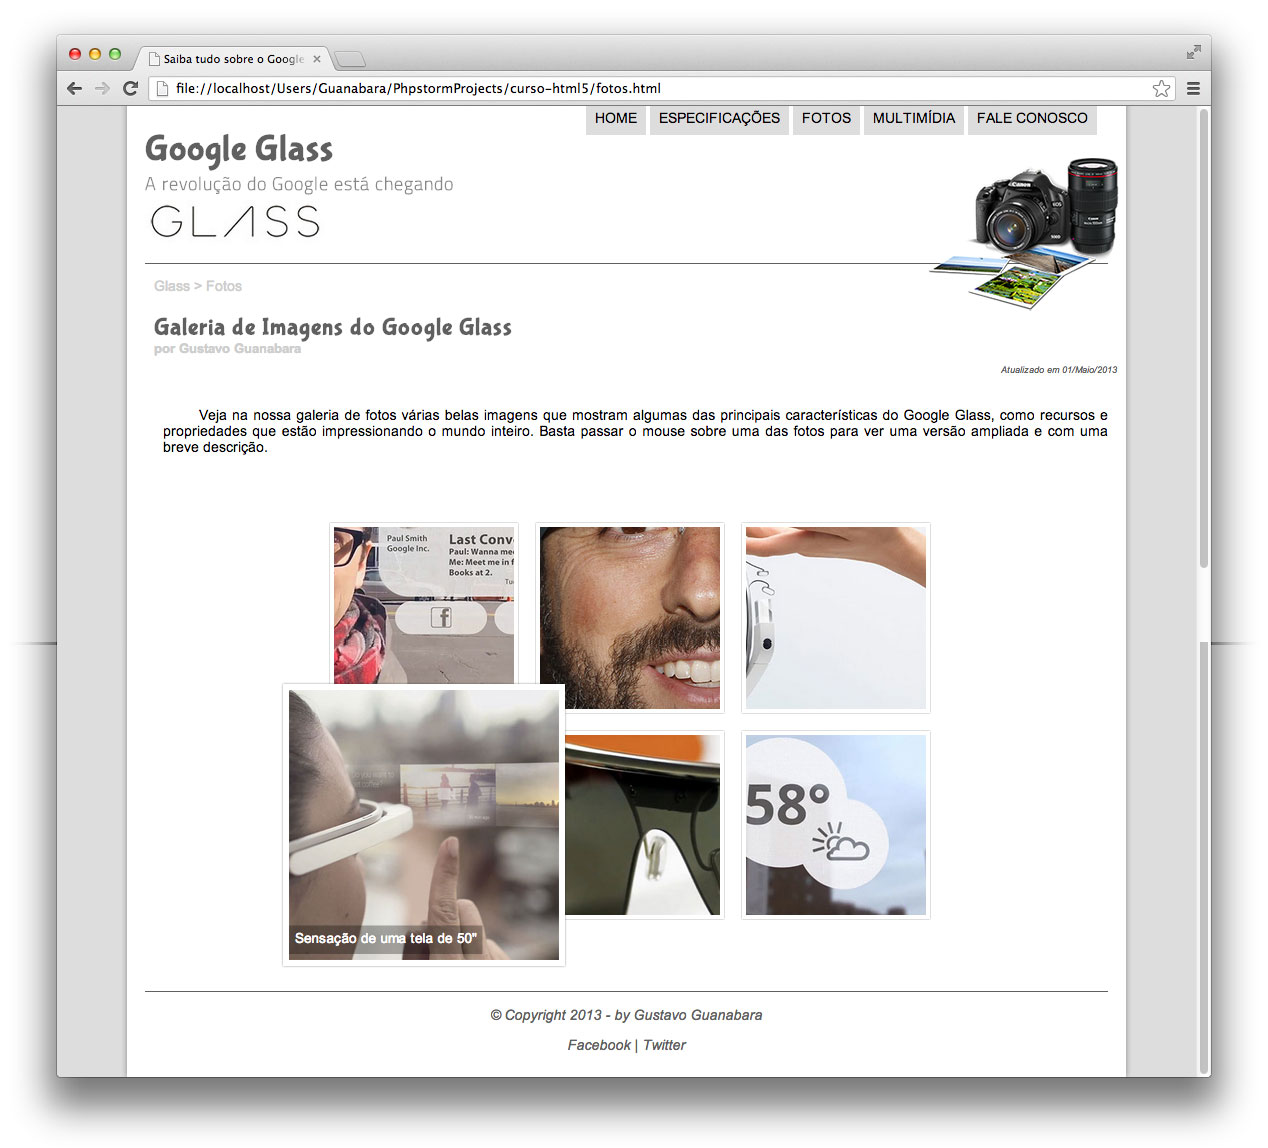 Saiba tudo sobre o Google
file://localhost/Users/Guanabara/PhpstormProjects/curso-html5/fotos.html
HOME ESPECIFICAÇÕES FOTOS MULTIMÍDIA FALE CONOSCO
Google Glass
A revolução do Google está chegando
GLASS
Canon
EOS
Canon
Glass > Fotos
Galeria de Imagens do Google Glass
por Gustavo Guanabara
Atualizado em 01/Maio/2013
Veja na nossa galeria de fotos várias belas imagens que mostram algumas das principais características do Google Glass, como recursos e
propriedades que estão impressionando o mundo inteiro. Basta passar o mouse sobre uma das fotos para ver uma versão ampliada e com uma
breve descrição.
Paul Smith
Google Inc.
Last Conv
Paul: Wanna me
Me: Meet me in f
Books at 2.
Tu
f
58°
Sensação de uma tela de 50"
© Copyright 2013 - by Gustavo Guanabara
Facebook | Twitter